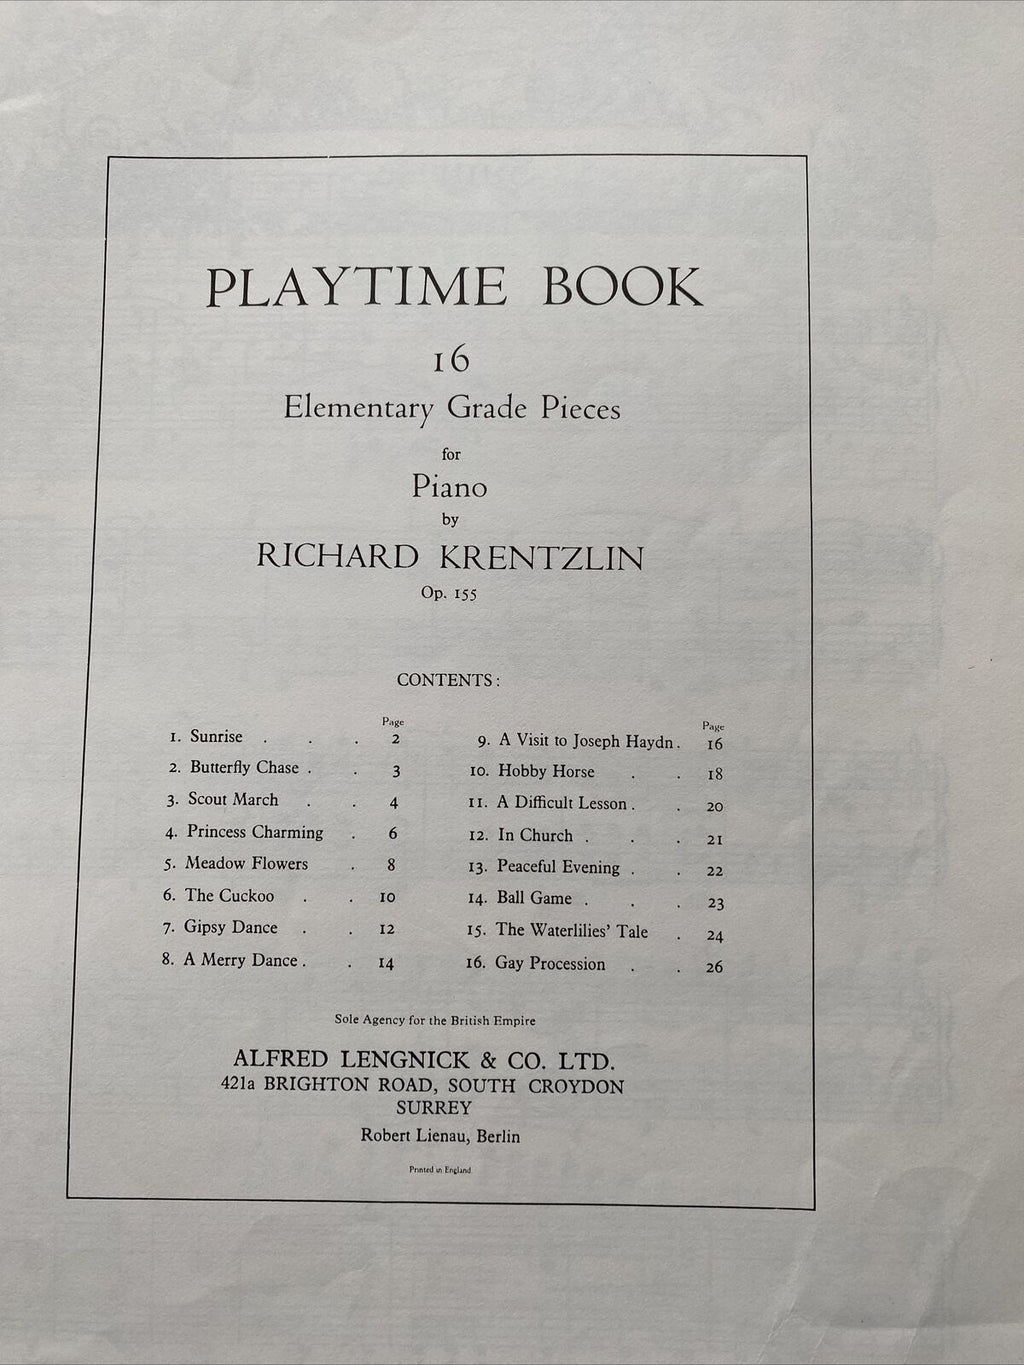 PLAYTIME BOOK
16
Elementary Grade Pieces
for
Piano
by
RICHARD KRENTZLIN
Op. 155
CONTENTS:
Page
1. Sunrise . . . 2
2. Butterfly Chase . . 3
3. Scout March . . 4
4. Princess Charming . 6
5. Meadow Flowers . 8
6. The Cuckoo . . 10
7. Gipsy Dance . . 12
8. A Merry Dance . . 14
Page
9. A Visit to Joseph Haydn . 16
10. Hobby Horse . . 18
11. A Difficult Lesson . . 20
12. In Church . . . 21
13. Peaceful Evening . . 22
14. Ball Game . . . 23
15. The Waterlilies' Tale . 24
16. Gay Procession . . 26
Sole Agency for the British Empire
ALFRED LENGNICK & CO. LTD.
421a BRIGHTON ROAD, SOUTH CROYDON
SURREY
Robert Lienau, Berlin
Printed in England